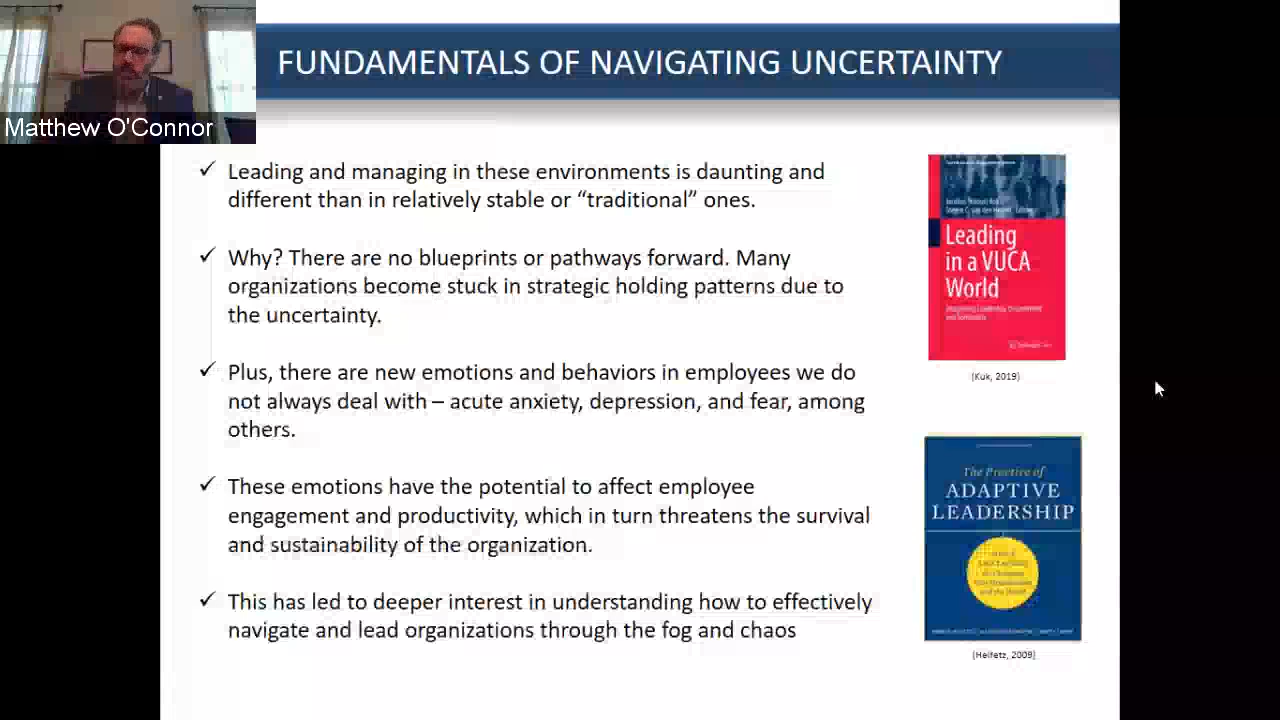 FUNDAMENTALS OF NAVIGATING UNCERTAINTY
Matthew O'Connor
Leading and managing in these environments is daunting and
different than in relatively stable or “traditional” ones.
Why? There are no blueprints or pathways forward. Many
organizations become stuck in strategic holding patterns due to
the uncertainty.
Plus, there are new emotions and behaviors in employees we do
not always deal with – acute anxiety, depression, and fear, among
others.
These emotions have the potential to affect employee
engagement and productivity, which in turn threatens the survival
and sustainability of the organization.
This has led to deeper interest in understanding how to effectively
navigate and lead organizations through the fog and chaos
Leading
in a VUCA
World
(Kuk, 2019)
The Practice of
ADAPTIVE
LEADERSHIP
(Heifetz, 2009)